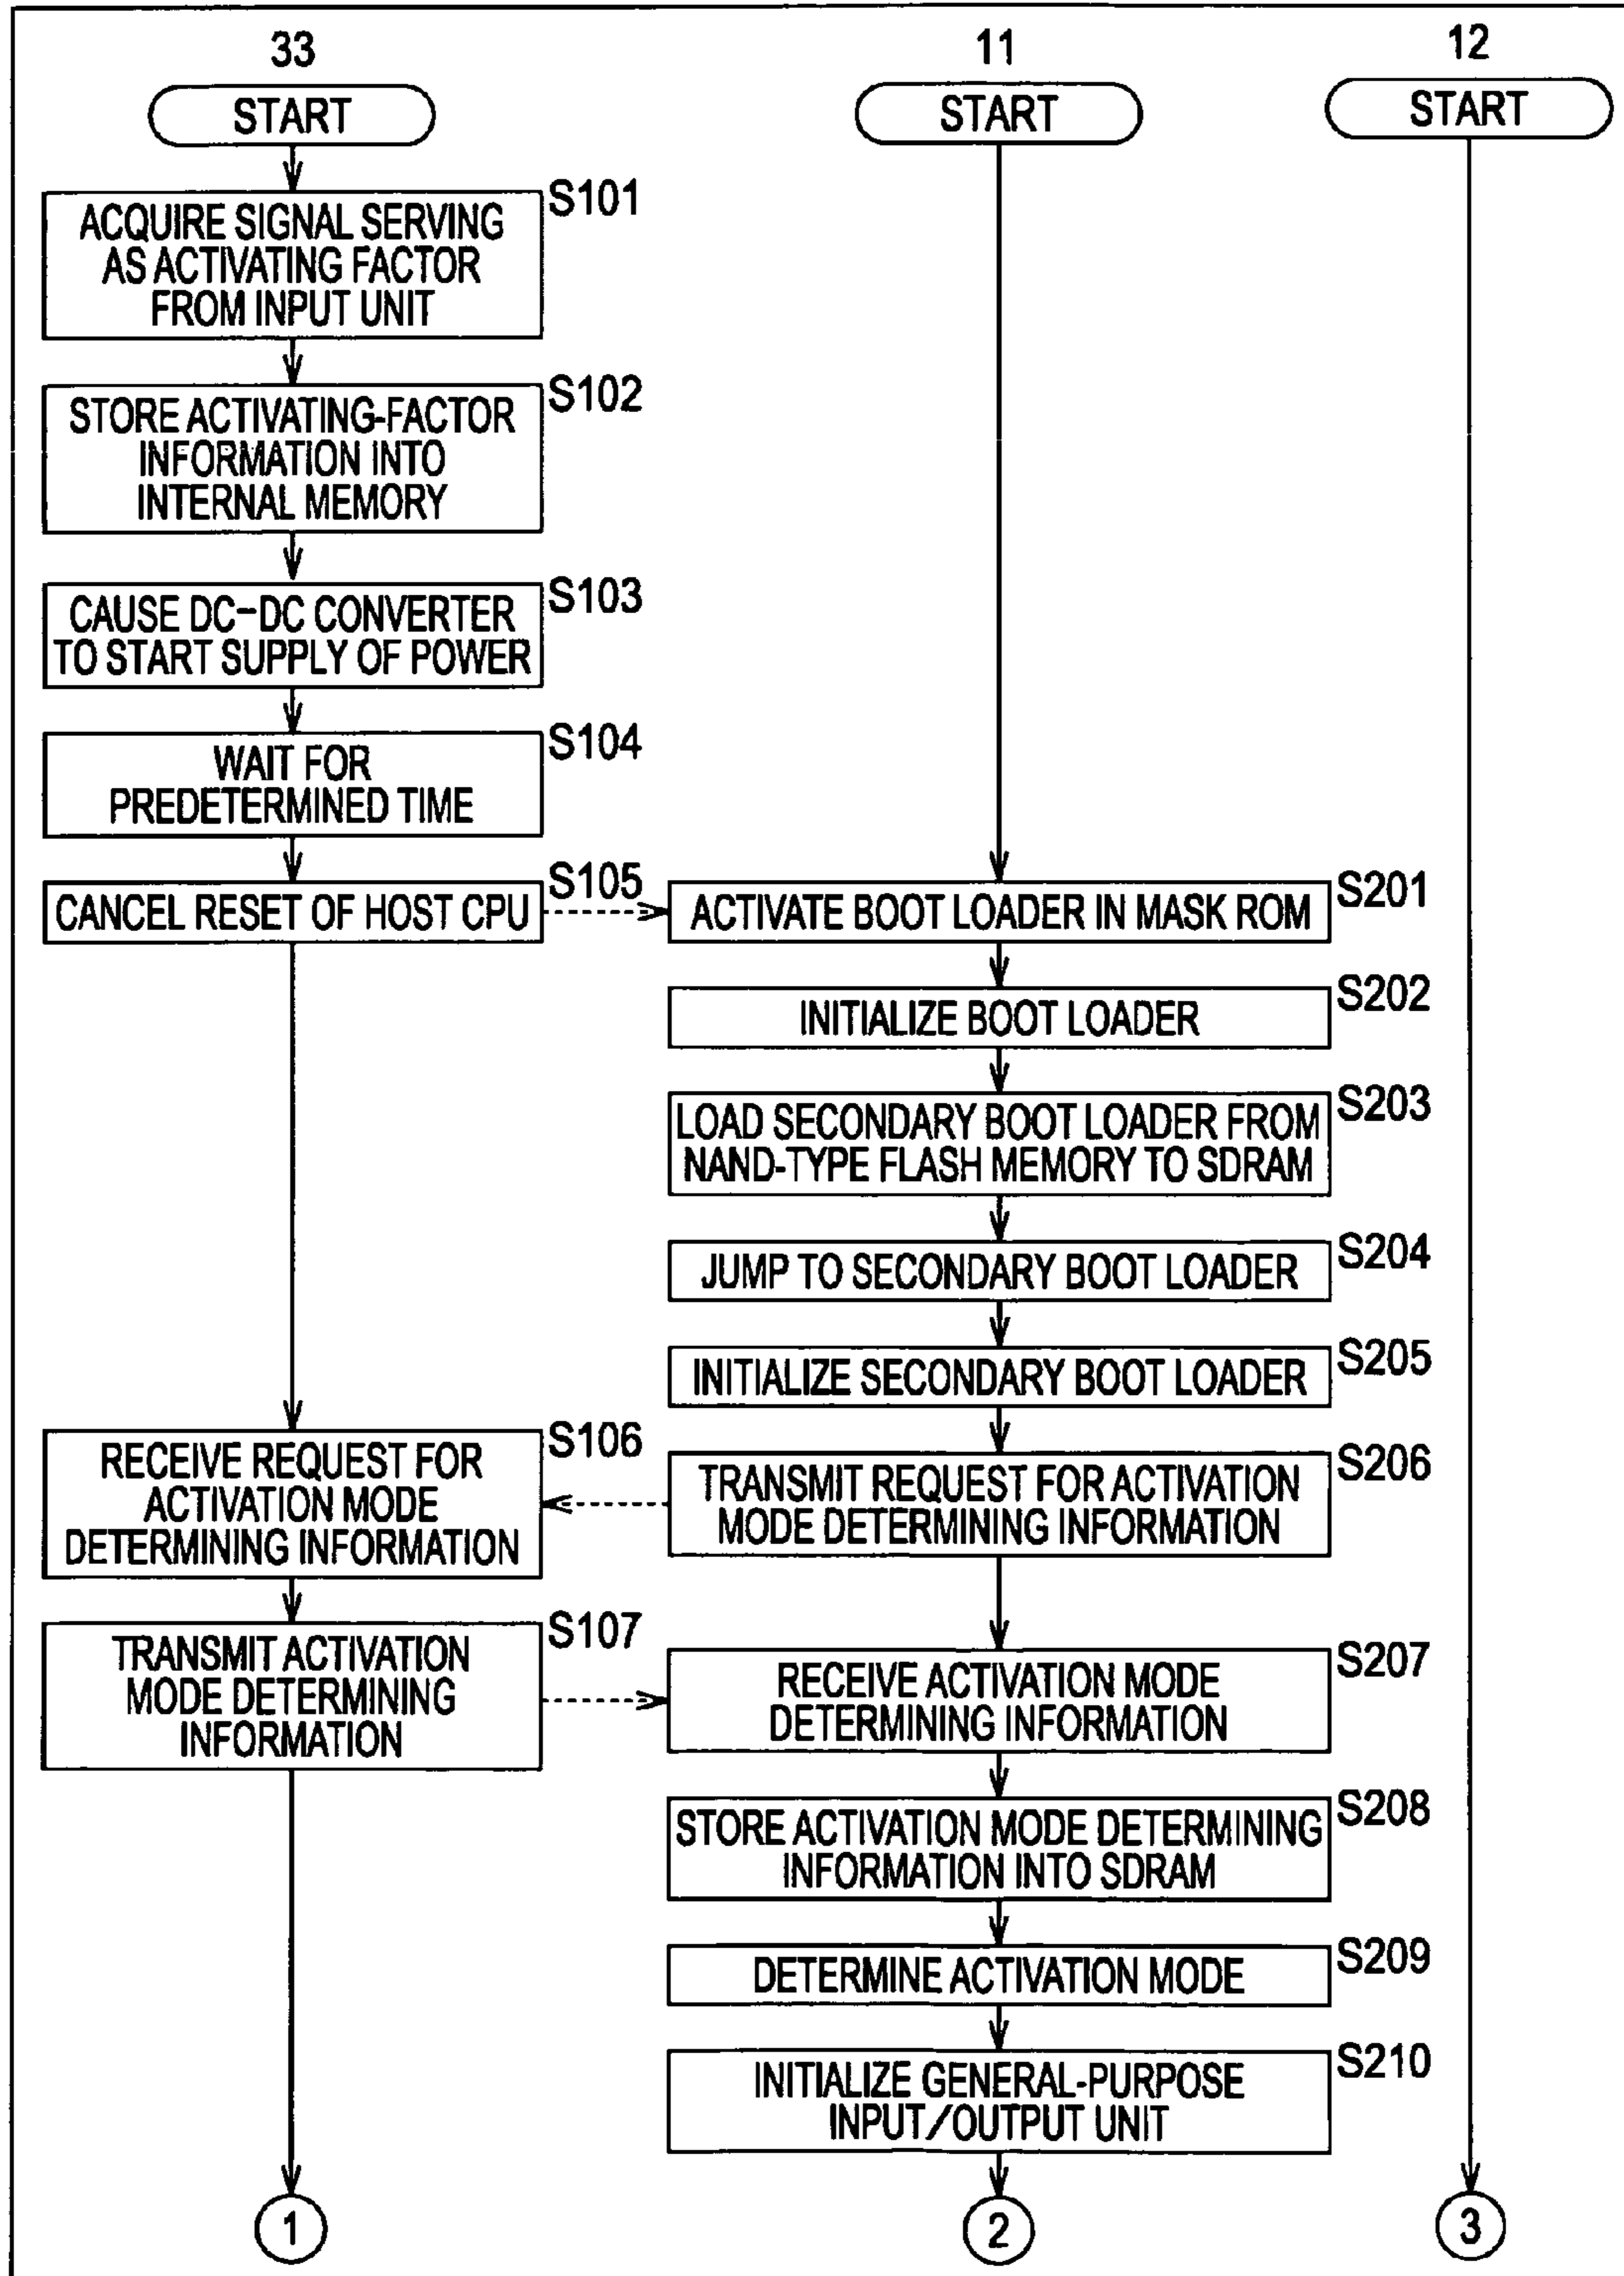 33
START
S101
ACQUIRE SIGNAL SERVING
AS ACTIVATING FACTOR
FROM INPUT UNIT
S102
STORE ACTIVATING-FACTOR
INFORMATION INTO
INTERNAL MEMORY
S103
CAUSE DC-DC CONVERTER
TO START SUPPLY OF POWER
S104
WAIT FOR
PREDETERMINED TIME
S105
CANCEL RESET OF HOST CPU
S106
RECEIVE REQUEST FOR
ACTIVATION MODE
DETERMINING INFORMATION
S107
TRANSMIT ACTIVATION
MODE DETERMINING
INFORMATION
1
11
START
S201
ACTIVATE BOOT LOADER IN MASK ROM
S202
INITIALIZE BOOT LOADER
S203
LOAD SECONDARY BOOT LOADER FROM
NAND-TYPE FLASH MEMORY TO SDRAM
S204
JUMP TO SECONDARY BOOT LOADER
S205
INITIALIZE SECONDARY BOOT LOADER
S206
TRANSMIT REQUEST FOR ACTIVATION
MODE DETERMINING INFORMATION
S207
RECEIVE ACTIVATION MODE
DETERMINING INFORMATION
S208
STORE ACTIVATION MODE DETERMINING
INFORMATION INTO SDRAM
S209
DETERMINE ACTIVATION MODE
S210
INITIALIZE GENERAL-PURPOSE
INPUT/OUTPUT UNIT
2
12
START
3